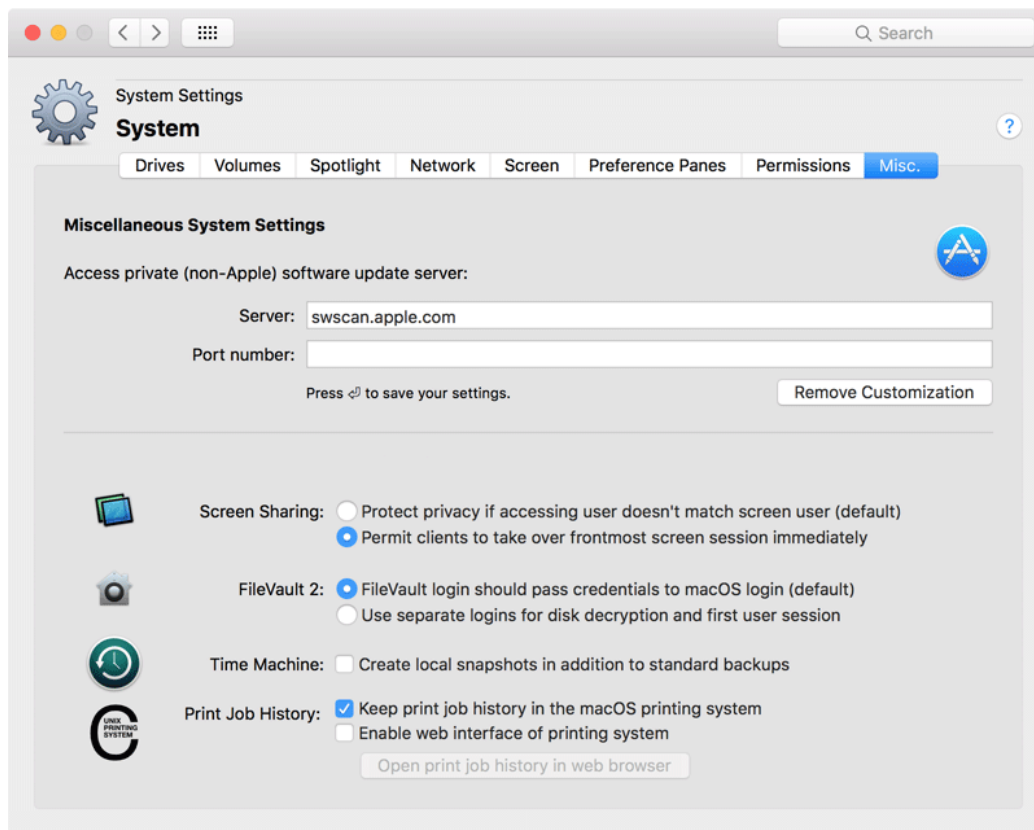 Search
System Settings
System
?
Drives Volumes Spotlight Network Screen Preference Panes Permissions Misc.
Miscellaneous System Settings
Access private (non-Apple) software update server:
Server: swscan.apple.com
Port number:
Press ⏎ to save your settings. Remove Customization
Screen Sharing: Protect privacy if accessing user doesn't match screen user (default)
Permit clients to take over frontmost screen session immediately
FileVault 2: FileVault login should pass credentials to macOS login (default)
Use separate logins for disk decryption and first user session
Time Machine: Create local snapshots in addition to standard backups
UNIX
PRINTING
SYSTEM
Print Job History: Keep print job history in the macOS printing system
Enable web interface of printing system
Open print job history in web browser